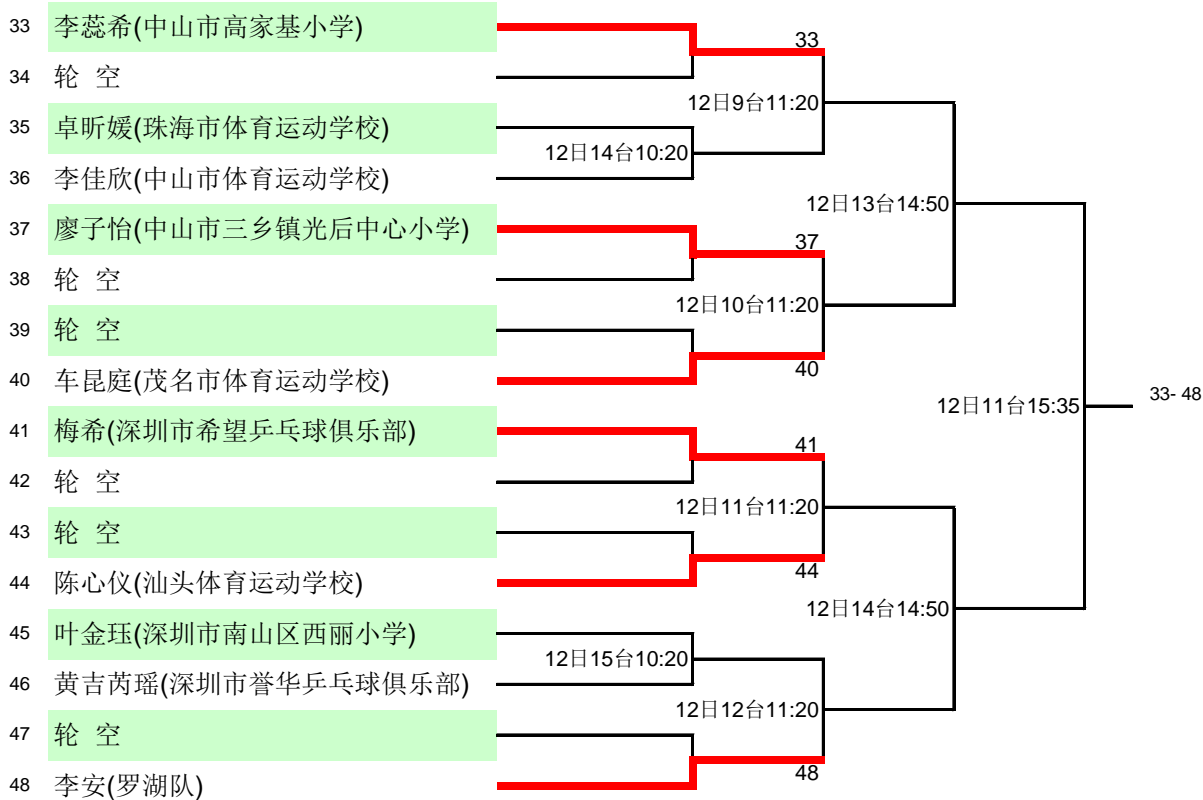 33 李蕊希(中山市高家基小学)
33
34 轮 空
12日9台11:20
35 卓昕媛(珠海市体育运动学校)
12日14台10:20
36 李佳欣(中山市体育运动学校)
12日13台14:50
37 廖子怡(中山市三乡镇光后中心小学)
37
38 轮 空
12日10台11:20
39 轮 空
40
40 车昆庭(茂名市体育运动学校)
12日11台15:35
33- 48
41 梅希(深圳市希望乒乓球俱乐部)
41
42 轮 空
12日11台11:20
43 轮 空
44
44 陈心仪(汕头体育运动学校)
12日14台14:50
45 叶金珏(深圳市南山区西丽小学)
12日15台10:20
46 黄吉芮瑶(深圳市誉华乒乓球俱乐部)
12日12台11:20
47 轮 空
48
48 李安(罗湖队)